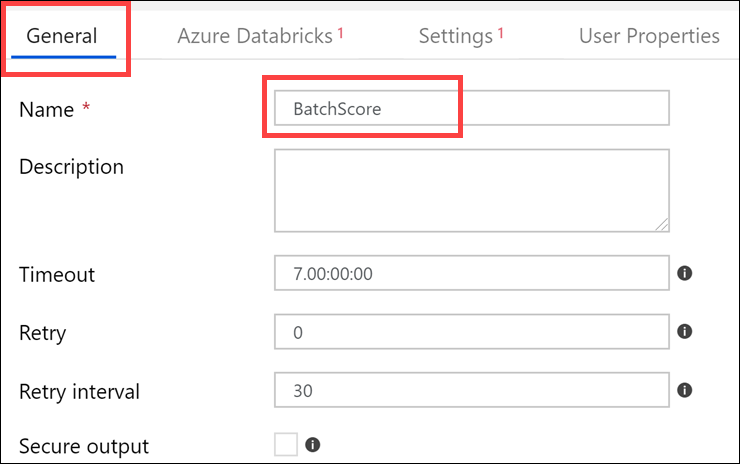 General Azure Databricks 1 Settings 1 User Properties
Name * BatchScore
Description
Timeout 7.00:00:00
Retry 0
Retry interval 30
Secure output